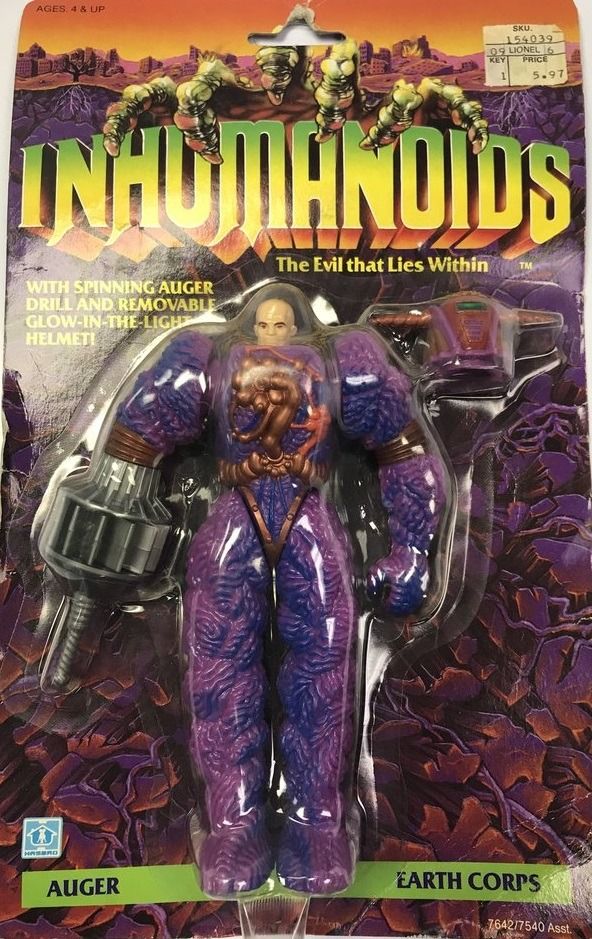 AGES. 4 & UP
SKU.
154039
09 LIONEL 6
KEY PRICE
1 5.97
INHUMANOIDS
The Evil that Lies Within TM
WITH SPINNING AUGER
DRILL AND REMOVABLE
GLOW-IN-THE-LIGHT
HELMET!
HASBRO
AUGER
EARTH CORPS
7642/7540 Asst.